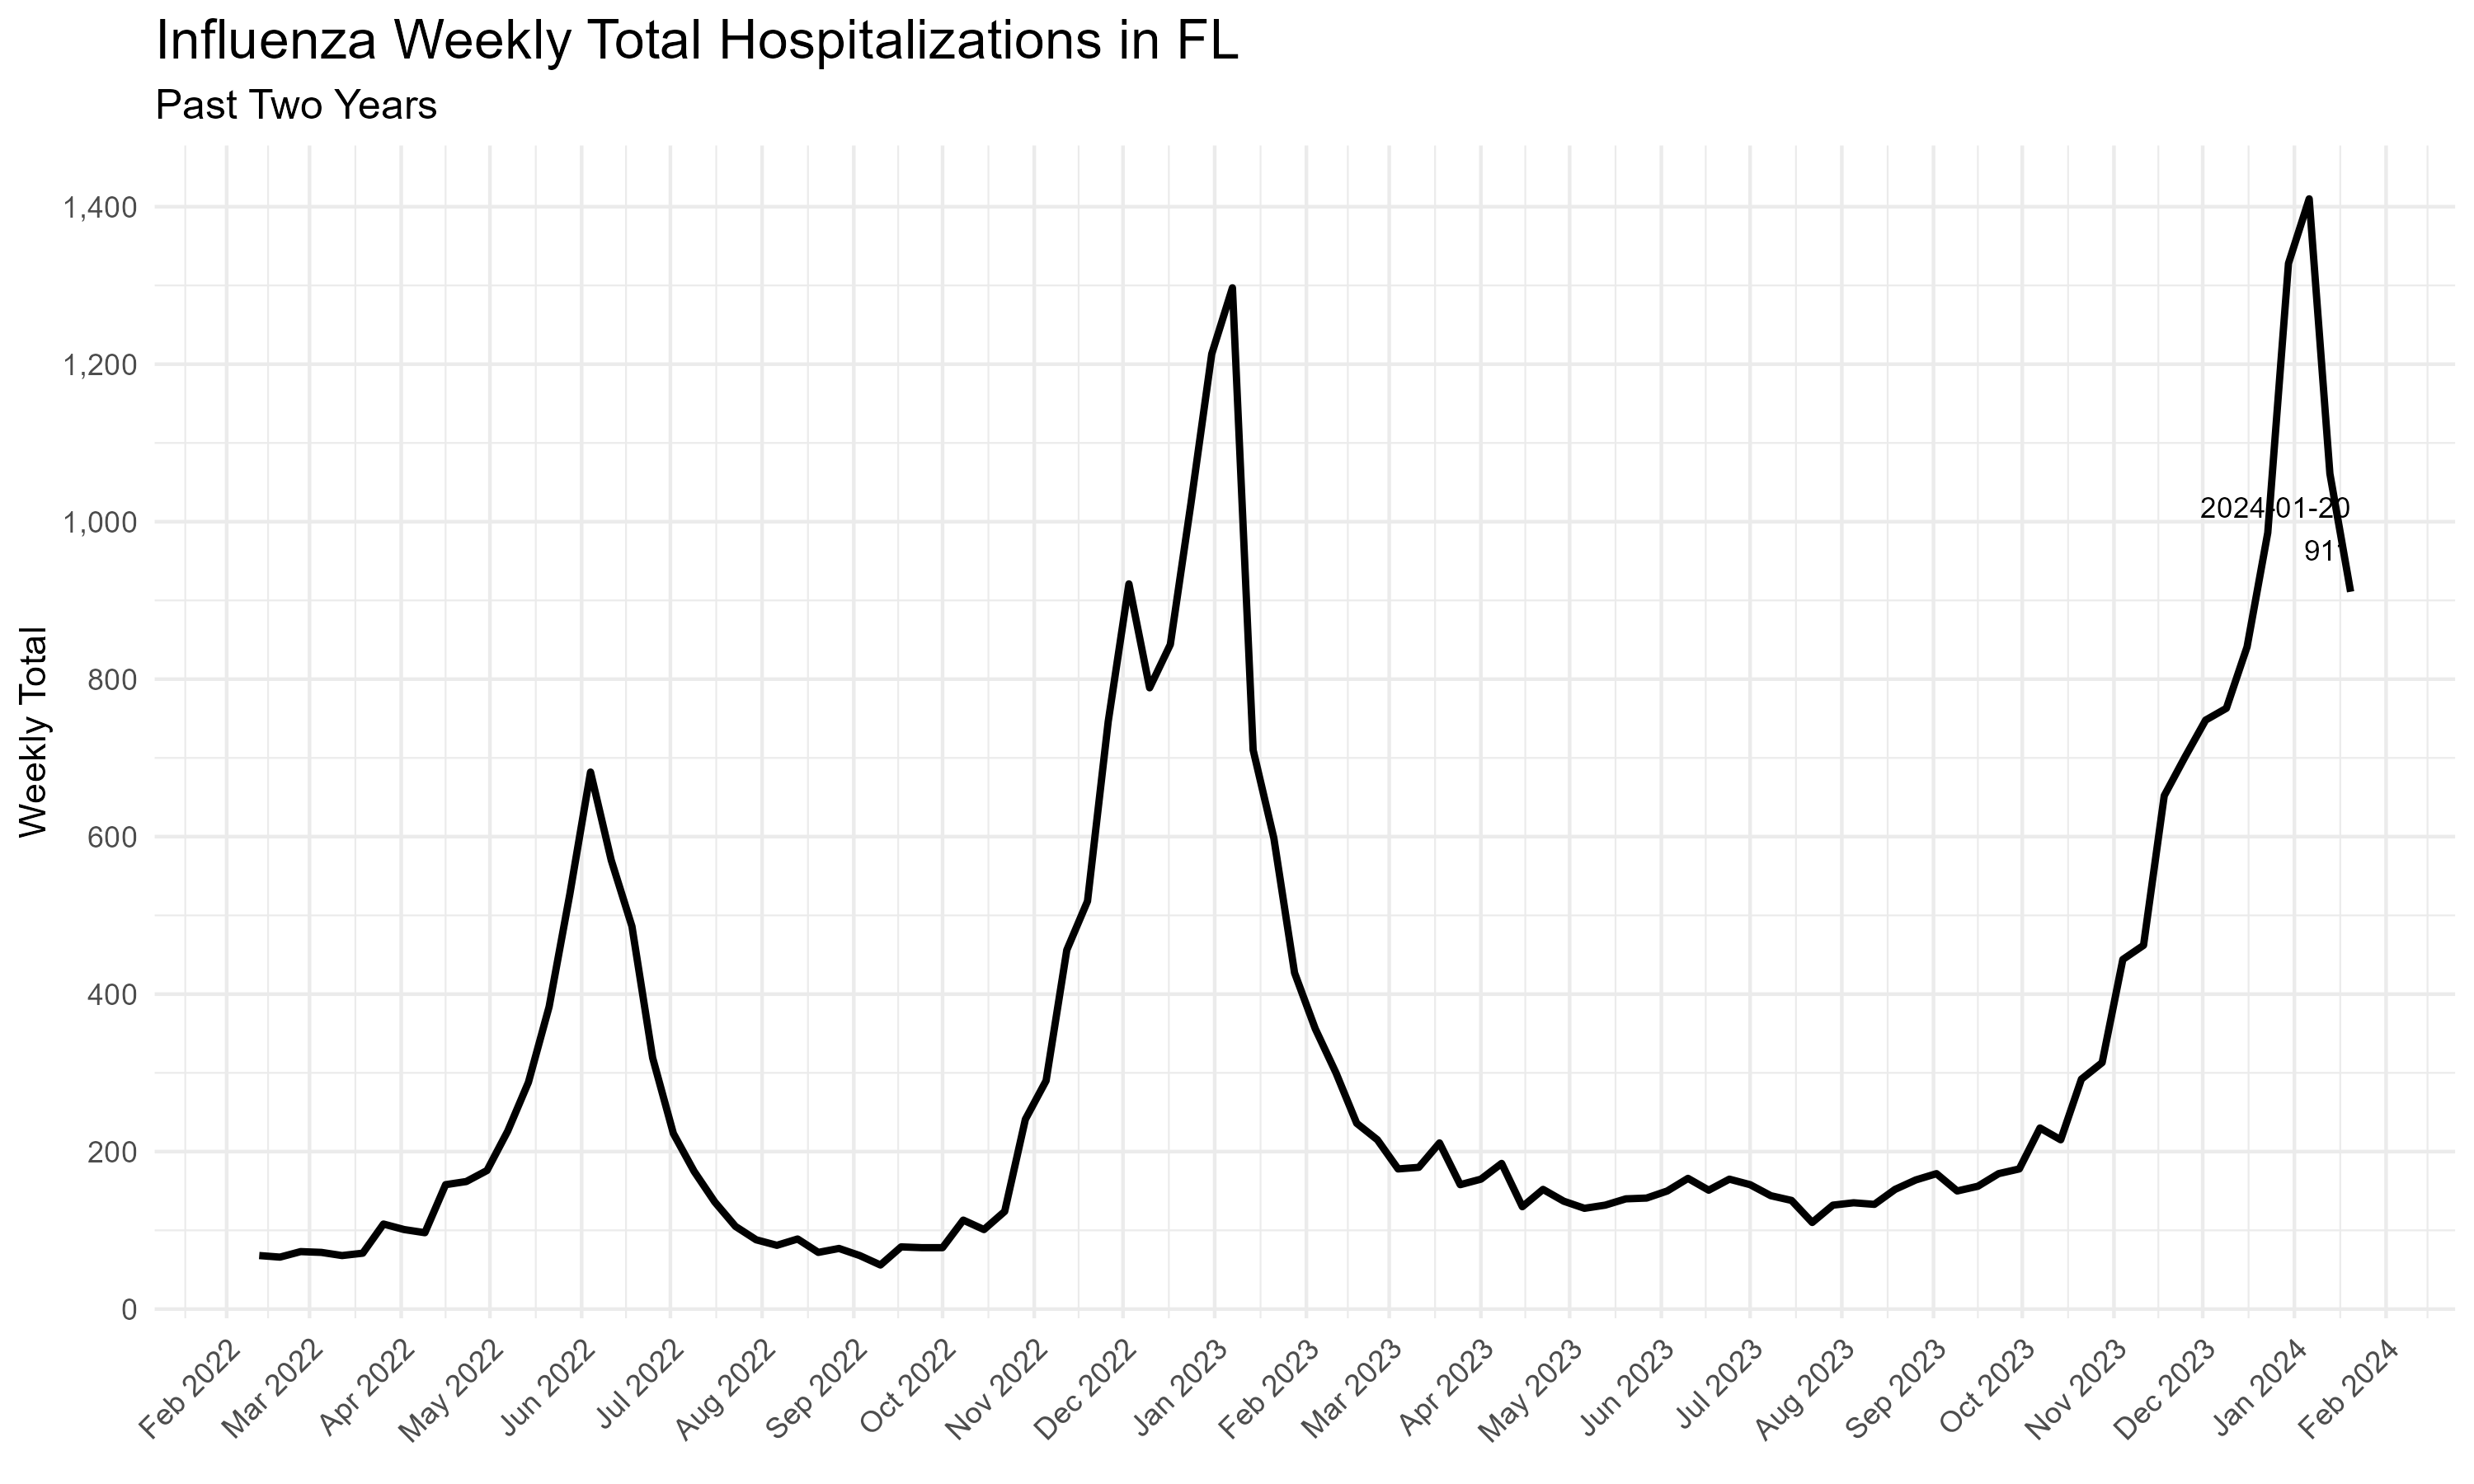 Influenza Weekly Total Hospitalizations in FL
Past Two Years
Weekly Total
1,400
1,200
1,000
800
600
400
200
0
2024-01-20
Feb 2022
Mar 2022
Apr 2022
May 2022
Jun 2022
Jul 2022
Aug 2022
Sep 2022
Oct 2022
Nov 2022
Dec 2022
Jan 2023
Feb 2023
Mar 2023
Apr 2023
May 2023
Jun 2023
Jul 2023
Aug 2023
Sep 2023
Oct 2023
Nov 2023
Dec 2023
Jan 2024
Feb 2024